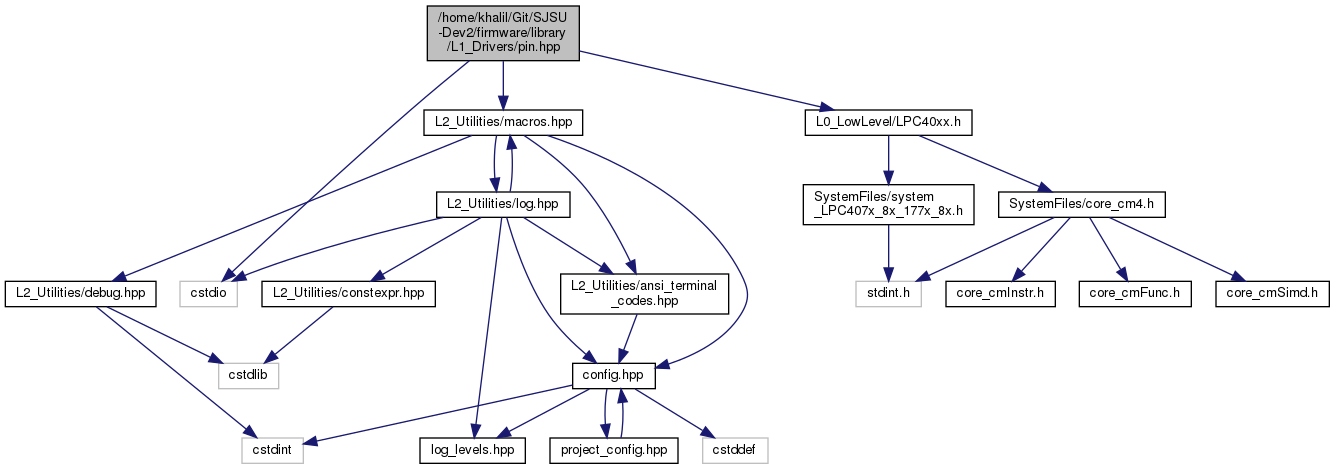 /home/khalil/Git/SJSU
-Dev2/firmware/library
/L1_Drivers/pin.hpp
L2_Utilities/macros.hpp
L0_LowLevel/LPC40xx.h
L2_Utilities/log.hpp
SystemFiles/system
_LPC407x_8x_177x_8x.h
SystemFiles/core_cm4.h
L2_Utilities/debug.hpp
cstdio
L2_Utilities/constexpr.hpp
L2_Utilities/ansi_terminal
_codes.hpp
stdint.h
core_cmInstr.h
core_cmFunc.h
core_cmSimd.h
cstdlib
config.hpp
cstdint
log_levels.hpp
project_config.hpp
cstddef